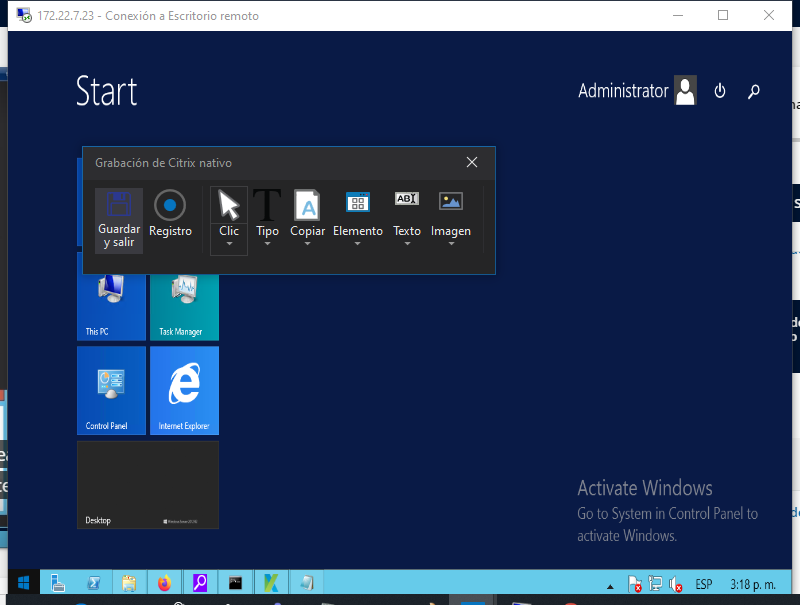 172.22.7.23 - Conexión a Escritorio remoto
Start
Administrator
Grabación de Citrix nativo
Guardar
y salir
Registro
Clic
Tipo
Copiar
Elemento
Texto
Imagen
ABI
T
A
This PC
Task Manager
Control Panel
Internet Explorer
Desktop
Activate Windows
Go to System in Control Panel to
activate Windows.
ESP
3:18 p. m.